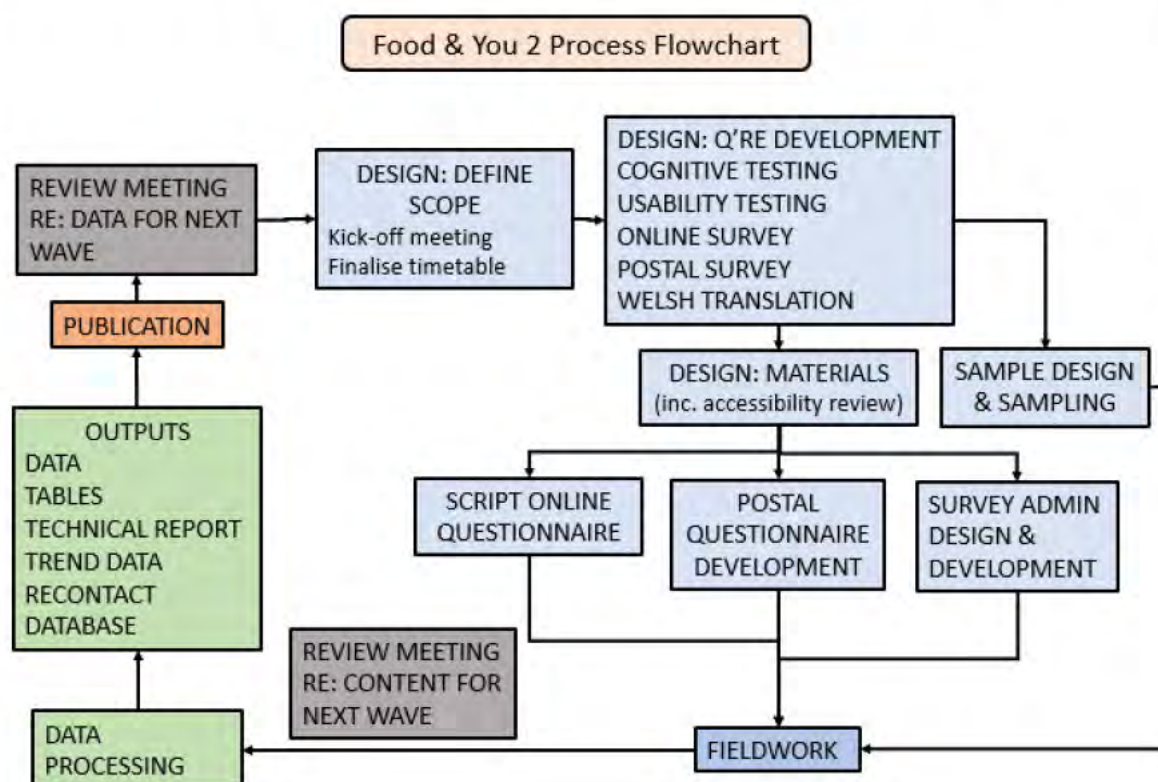 Food & You 2 Process Flowchart
REVIEW MEETING
RE: DATA FOR NEXT
WAVE
DESIGN: DEFINE
SCOPE
Kick-off meeting
Finalise timetable
DESIGN: Q'RE DEVELOPMENT
COGNITIVE TESTING
USABILITY TESTING
ONLINE SURVEY
POSTAL SURVEY
WELSH TRANSLATION
PUBLICATION
DESIGN: MATERIALS
(inc. accessibility review)
SAMPLE DESIGN
& SAMPLING
OUTPUTS
DATA
TABLES
TECHNICAL REPORT
TREND DATA
RECONTACT
DATABASE
SCRIPT ONLINE
QUESTIONNAIRE
POSTAL
QUESTIONNAIRE
DEVELOPMENT
SURVEY ADMIN
DESIGN &
DEVELOPMENT
REVIEW MEETING
RE: CONTENT FOR
NEXT WAVE
DATA
PROCESSING
FIELDWORK